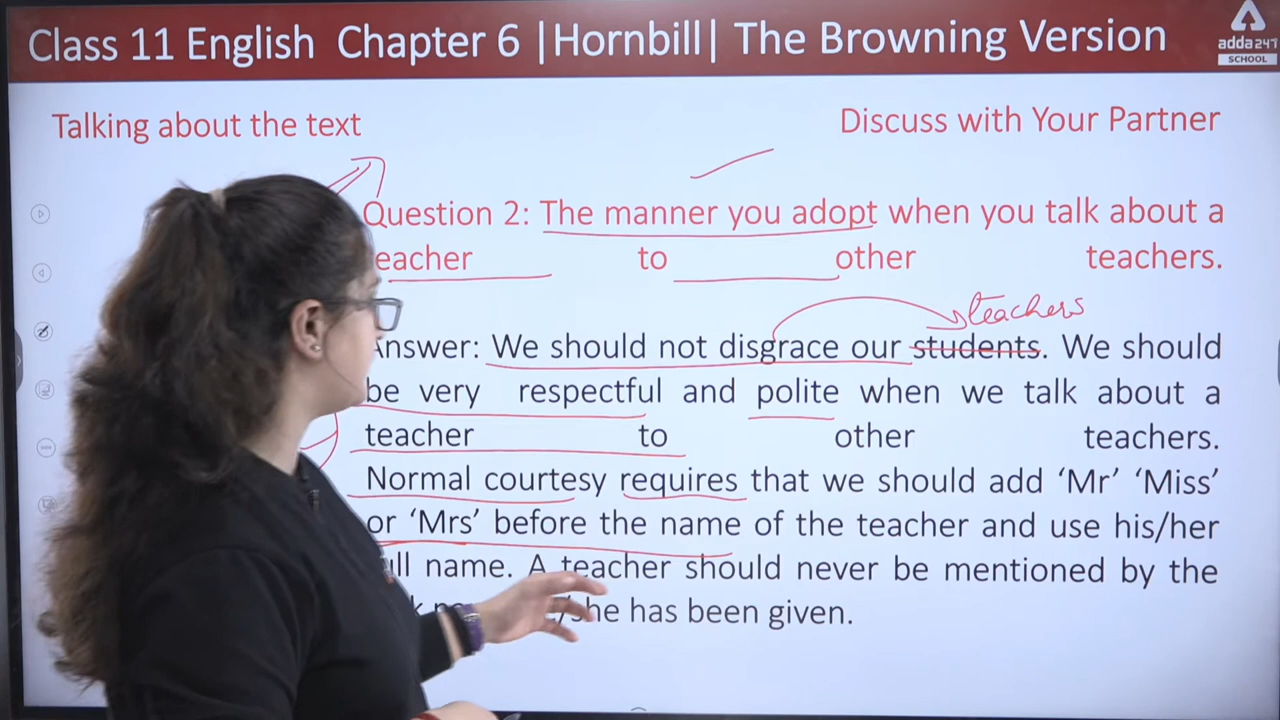 Class 11 English Chapter 6 |Hornbill| The Browning Version
adda247
SCHOOL
Talking about the text
Discuss with Your Partner
Question 2: The manner you adopt when you talk about a
eacher to other teachers.
teachers
Answer: We should not disgrace our students. We should
be very respectful and polite when we talk about a
teacher to other teachers.
Normal courtesy requires that we should add ‘Mr’ ‘Miss’
or ‘Mrs’ before the name of the teacher and use his/her
name. A teacher should never be mentioned by the
has been given.